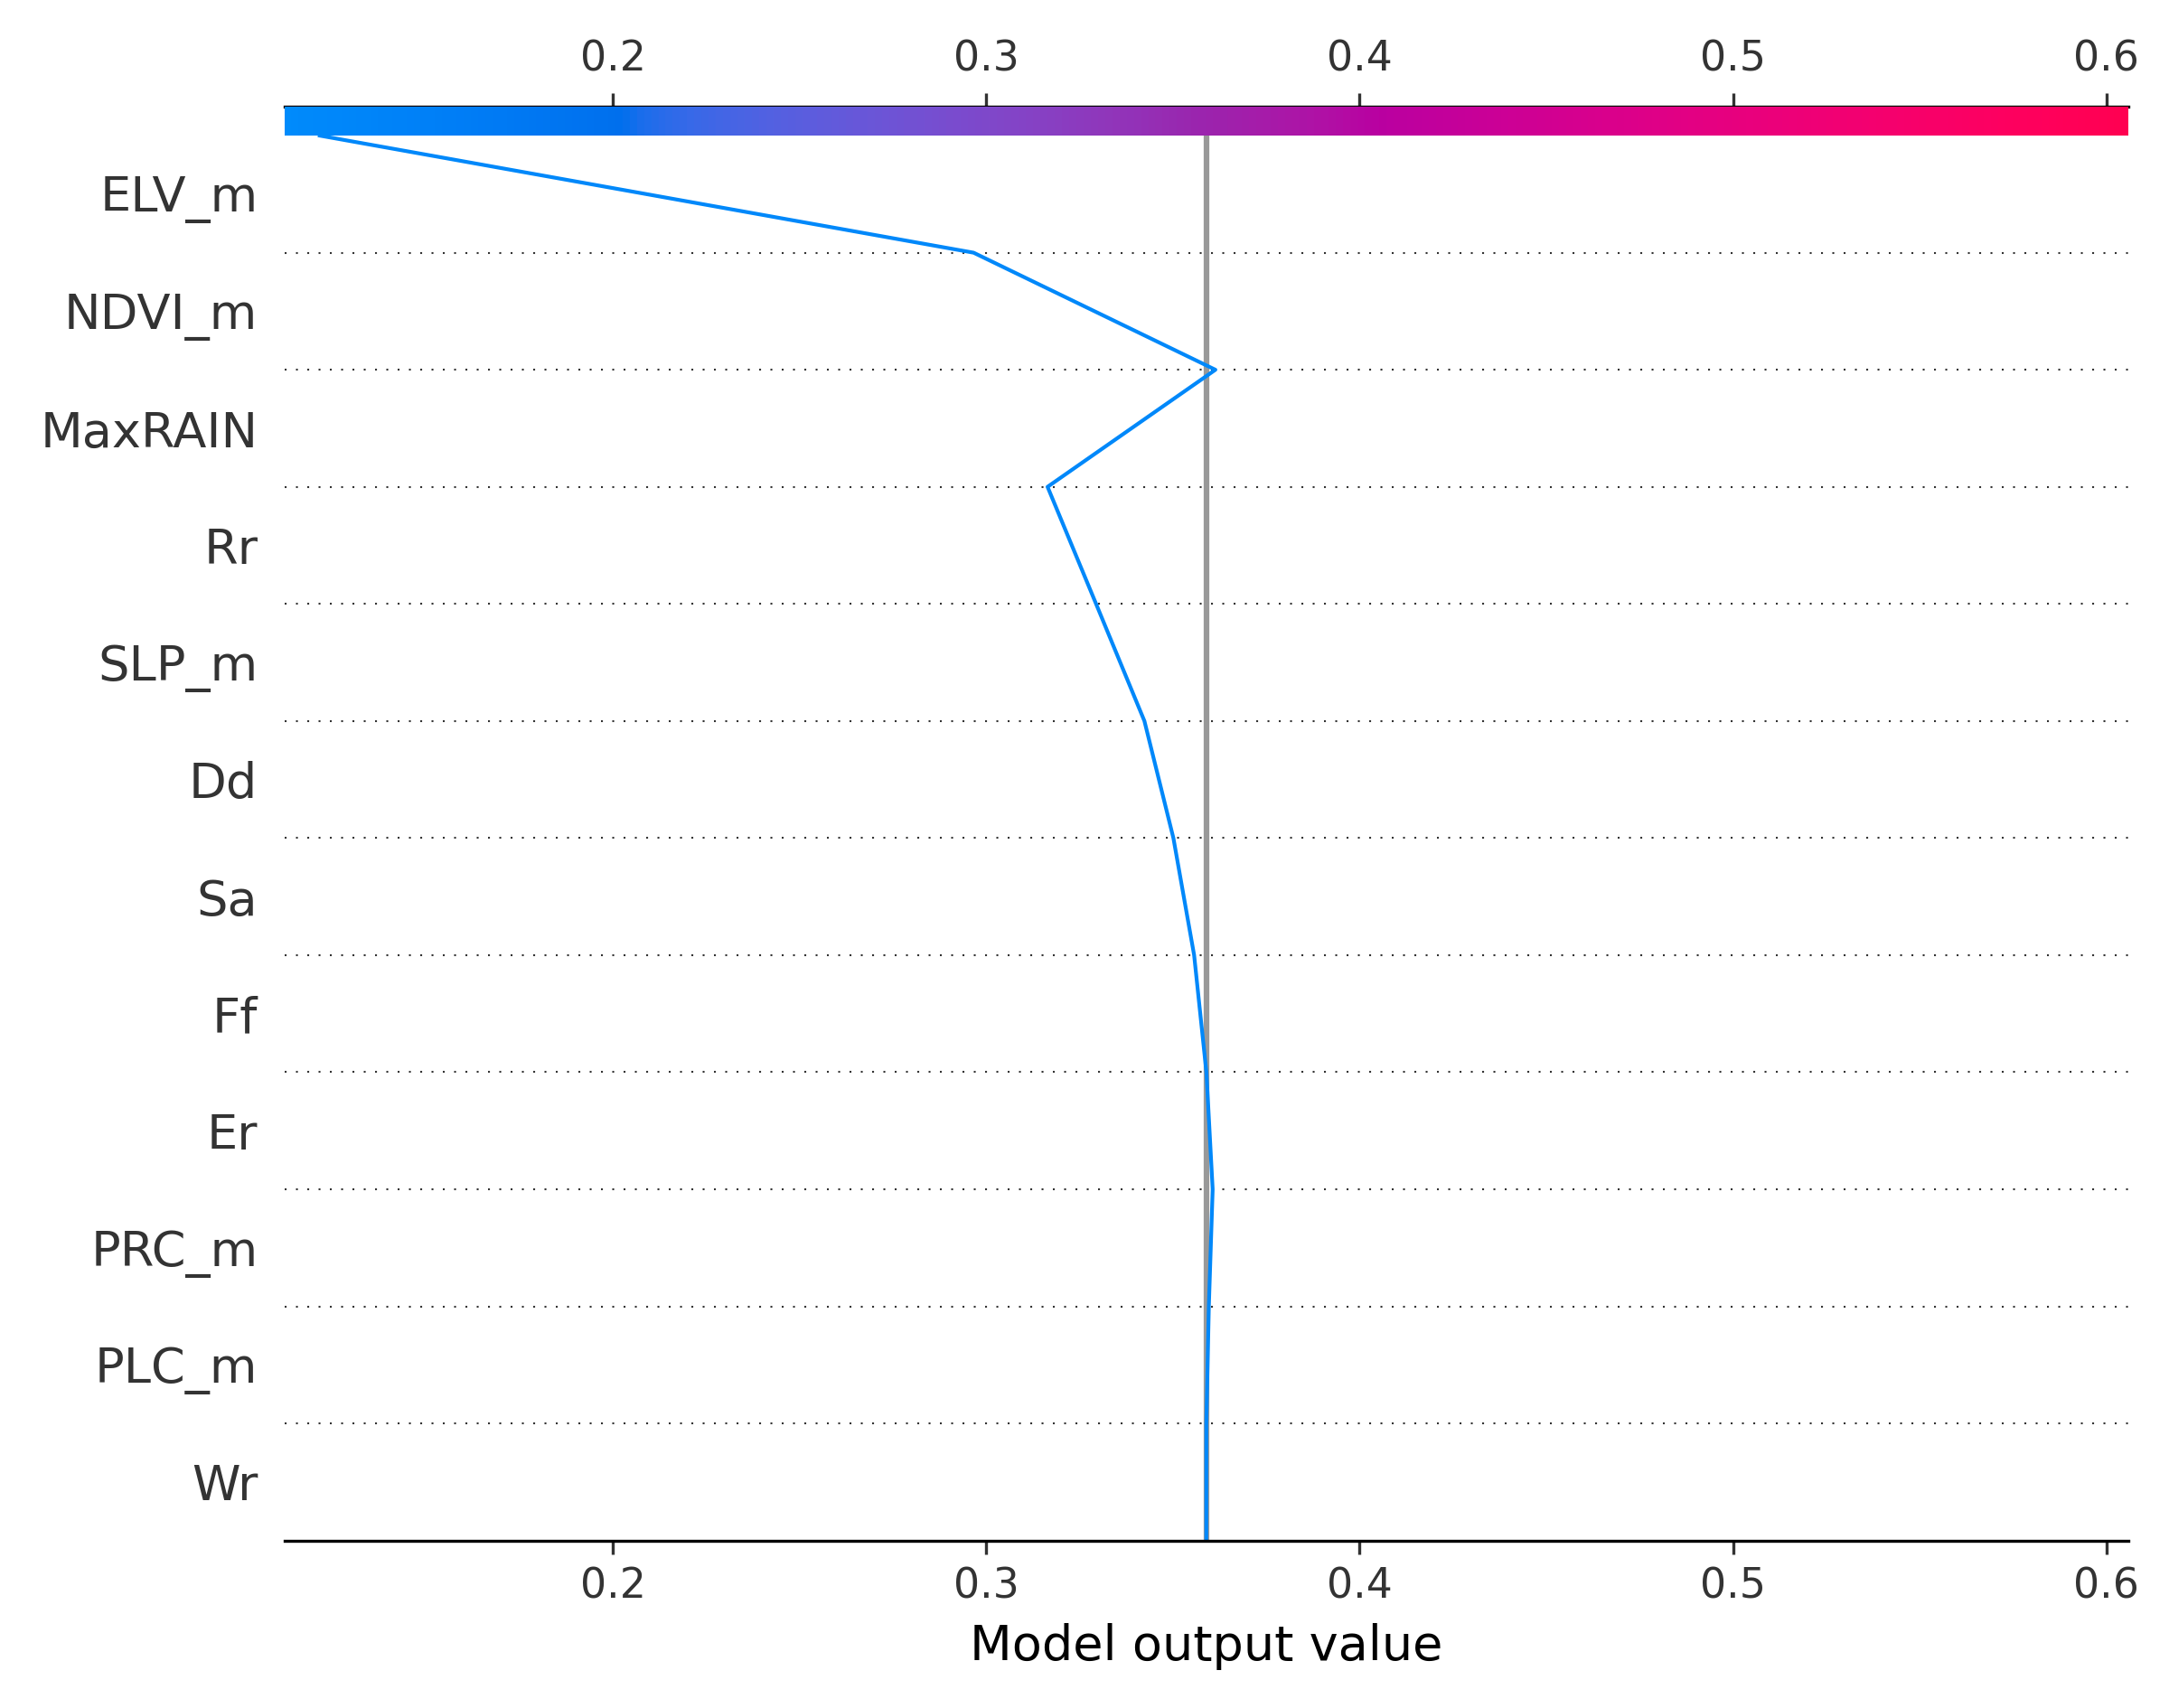 0.2 0.3 0.4 0.5 0.6
ELV_m
NDVI_m
MaxRAIN
Rr
SLP_m
Dd
Sa
Ff
Er
PRC_m
PLC_m
Wr
0.2 0.3 0.4 0.5 0.6
Model output value